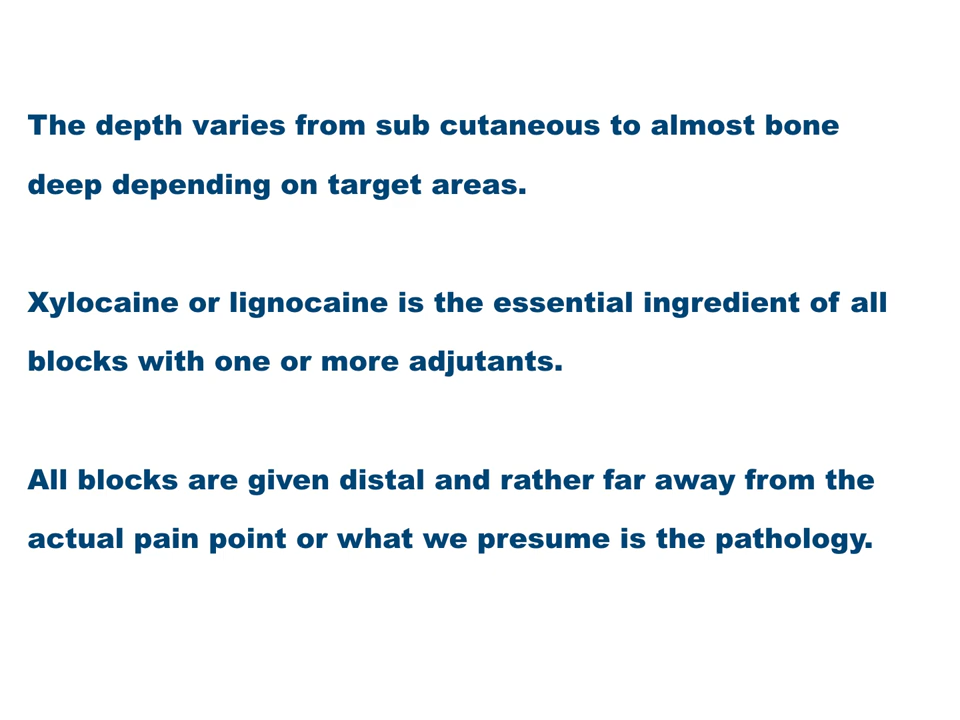 The depth varies from sub cutaneous to almost bone
deep depending on target areas.
Xylocaine or lignocaine is the essential ingredient of all
blocks with one or more adjutants.
All blocks are given distal and rather far away from the
actual pain point or what we presume is the pathology.